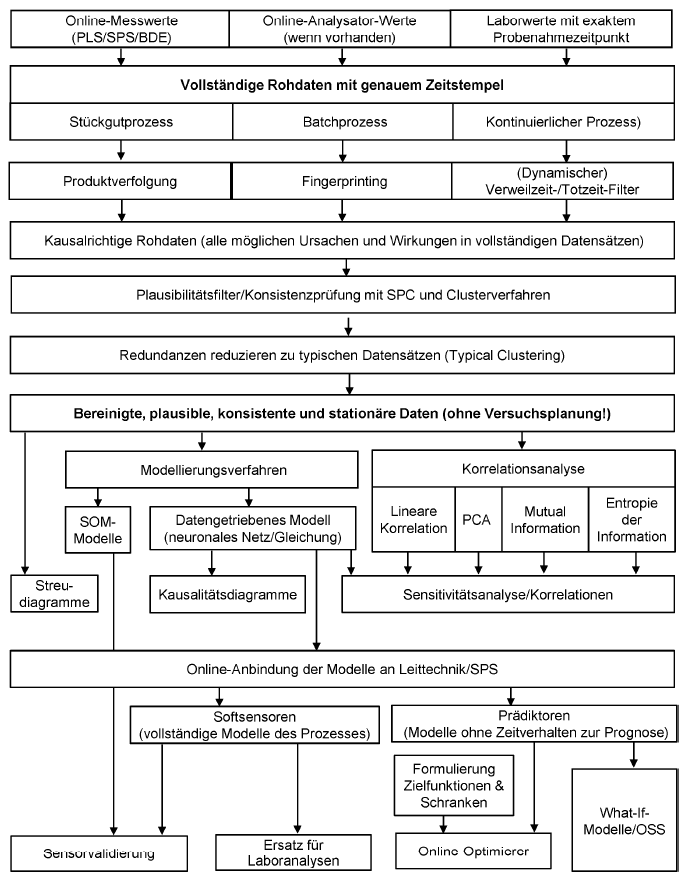 Online-Messwerte
(PLS/SPS/BDE)
Online-Analysator-Werte
(wenn vorhanden)
Laborwerte mit exaktem
Probenahmezeitpunkt
Vollständige Rohdaten mit genauem Zeitstempel
Stückgutprozess
Batchprozess
Kontinuierlicher Prozess)
Produktverfolgung
Fingerprinting
(Dynamischer)
Verweilzeit-/Totzeit-Filter
Kausalrichtige Rohdaten (alle möglichen Ursachen und Wirkungen in vollständigen Datensätzen)
Plausibilitätsfilter/Konsistenzprüfung mit SPC und Clusterverfahren
Redundanzen reduzieren zu typischen Datensätzen (Typical Clustering)
Bereinigte, plausible, konsistente und stationäre Daten (ohne Versuchsplanung!)
Modellierungsverfahren
Korrelationsanalyse
SOM-
Modelle
Datengetriebenes Modell
(neuronales Netz/Gleichung)
Lineare
Korrelation
PCA
Mutual
Information
Entropie
der
Information
Streu-
diagramme
Kausalitätsdiagramme
Sensitivitätsanalyse/Korrelationen
Online-Anbindung der Modelle an Leittechnik/SPS
Softsensoren
(vollständige Modelle des Prozesses)
Prädiktoren
(Modelle ohne Zeitverhalten zur Prognose)
Formulierung
Zielfunktionen &
Schranken
What-If-
Modelle/OSS
Sensorvalidierung
Ersatz für
Laboranalysen
Online Optimierer